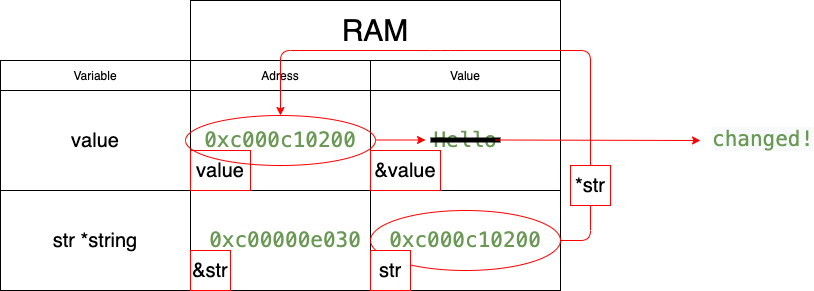 RAM
Variable
Adress
Value
value
0xc000c10200
Hello
changed!
value
&value
*str
str *string
0xc00000e030
0xc000c10200
&str
str